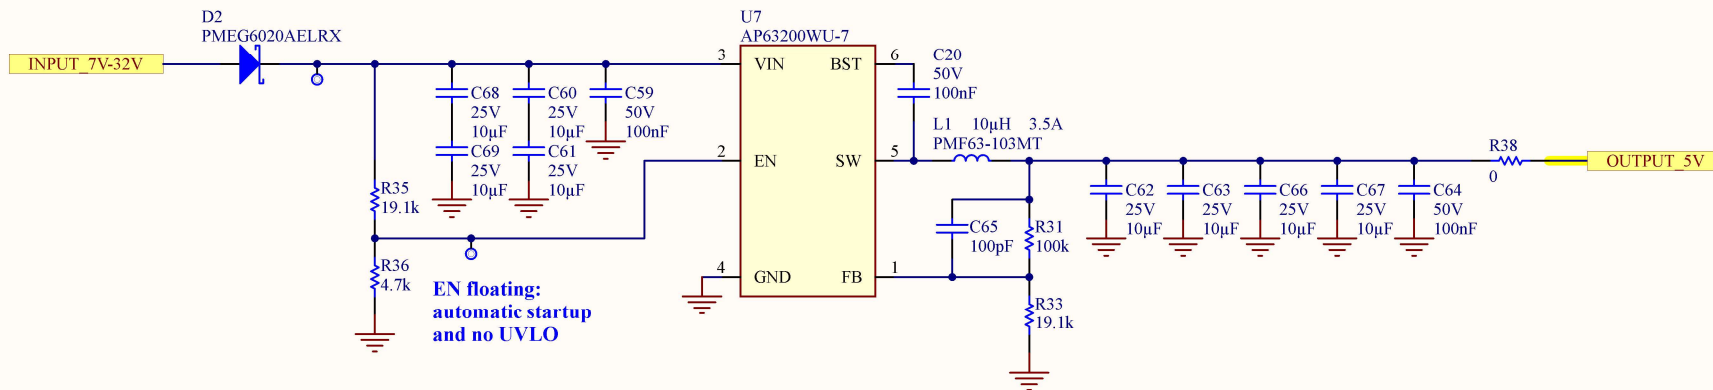 D2
PMEG6020AELRX
INPUT_7V-32V
U7
AP63200WU-7
3
VIN
BST
6
2
EN
SW
5
4
GND
FB
1
C20
50V
100nF
L1 10µH 3.5A
PMF63-103MT
C68
25V
10µF
C69
25V
10µF
C60
25V
10µF
C61
25V
10µF
C59
50V
100nF
R35
19.1k
R36
4.7k
EN floating:
automatic startup
and no UVLO
C65
100pF
R31
100k
R33
19.1k
C62
25V
10µF
C63
25V
10µF
C66
25V
10µF
C67
25V
10µF
C64
50V
100nF
R38
0
OUTPUT_5V